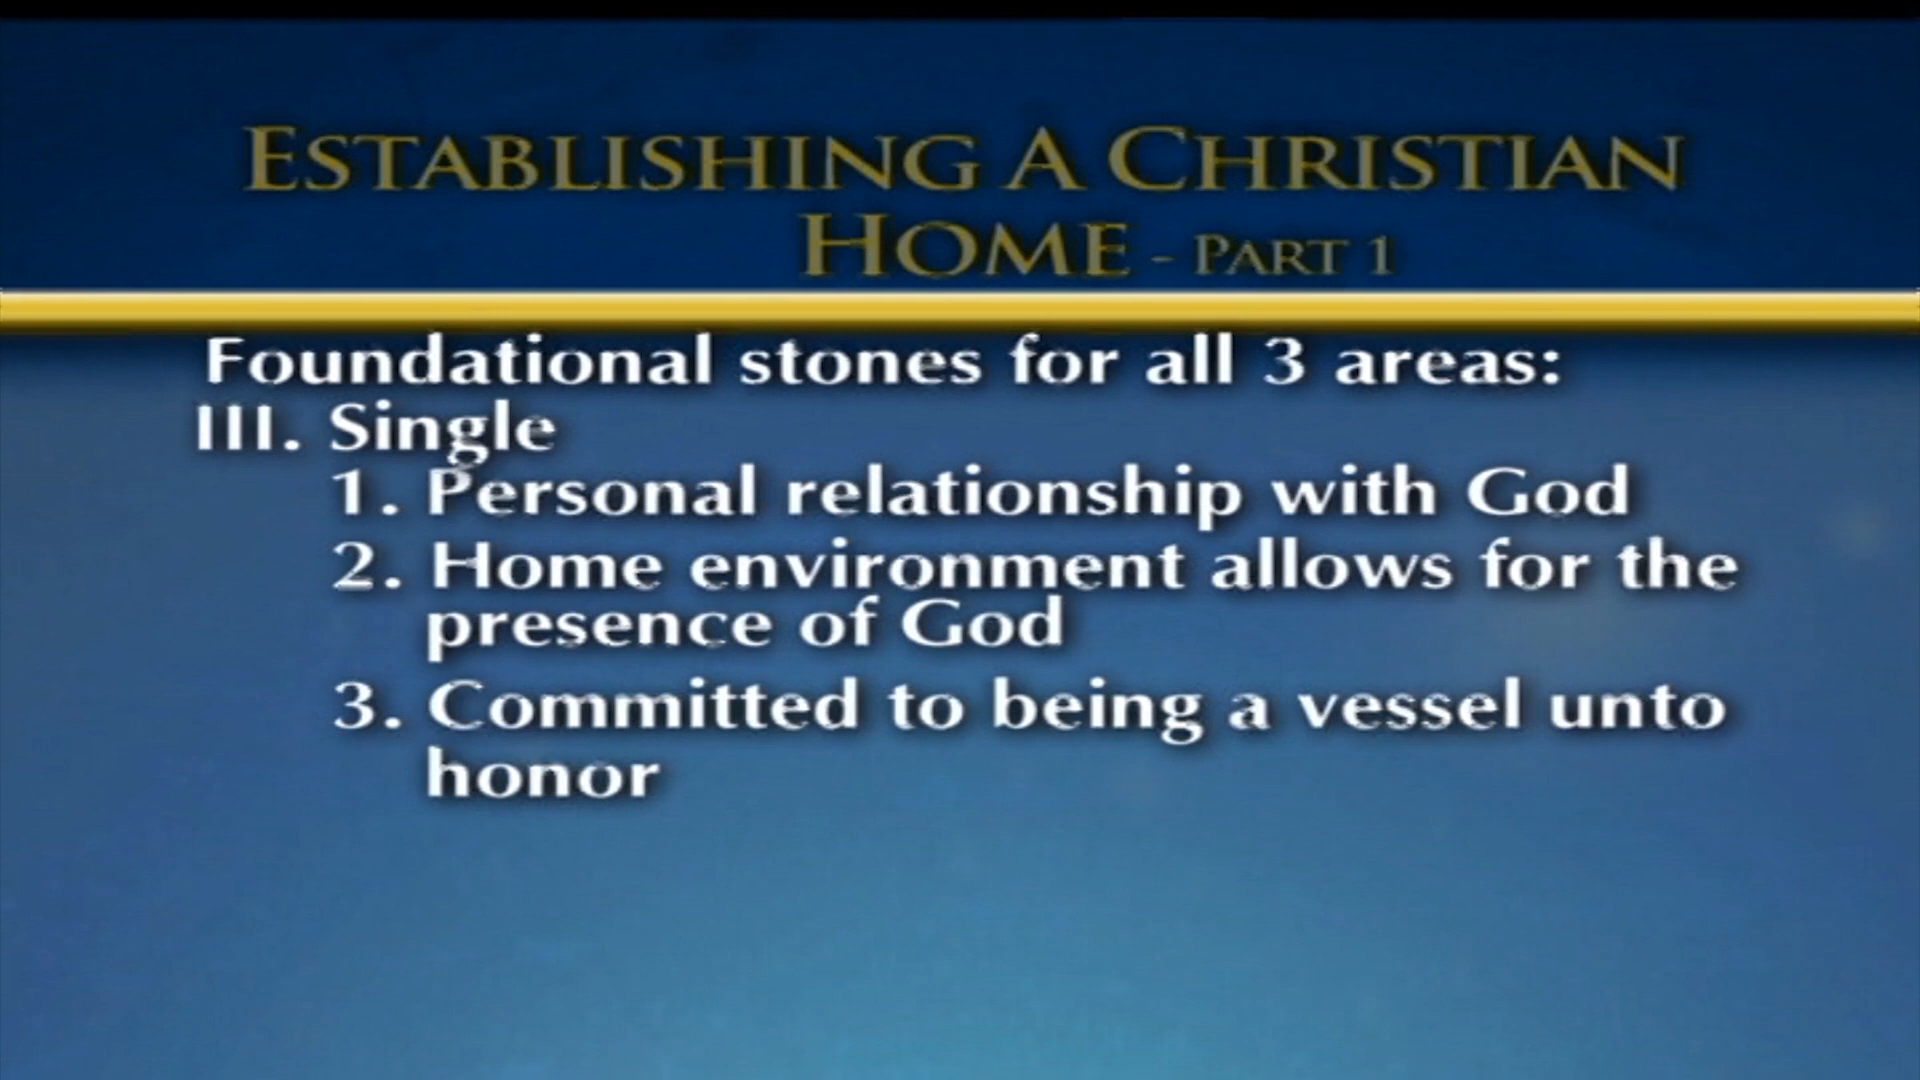 Establishing A Christian
Home - Part 1
Foundational stones for all 3 areas:
III. Single
1. Personal relationship with God
2. Home environment allows for the
presence of God
3. Committed to being a vessel unto
honor